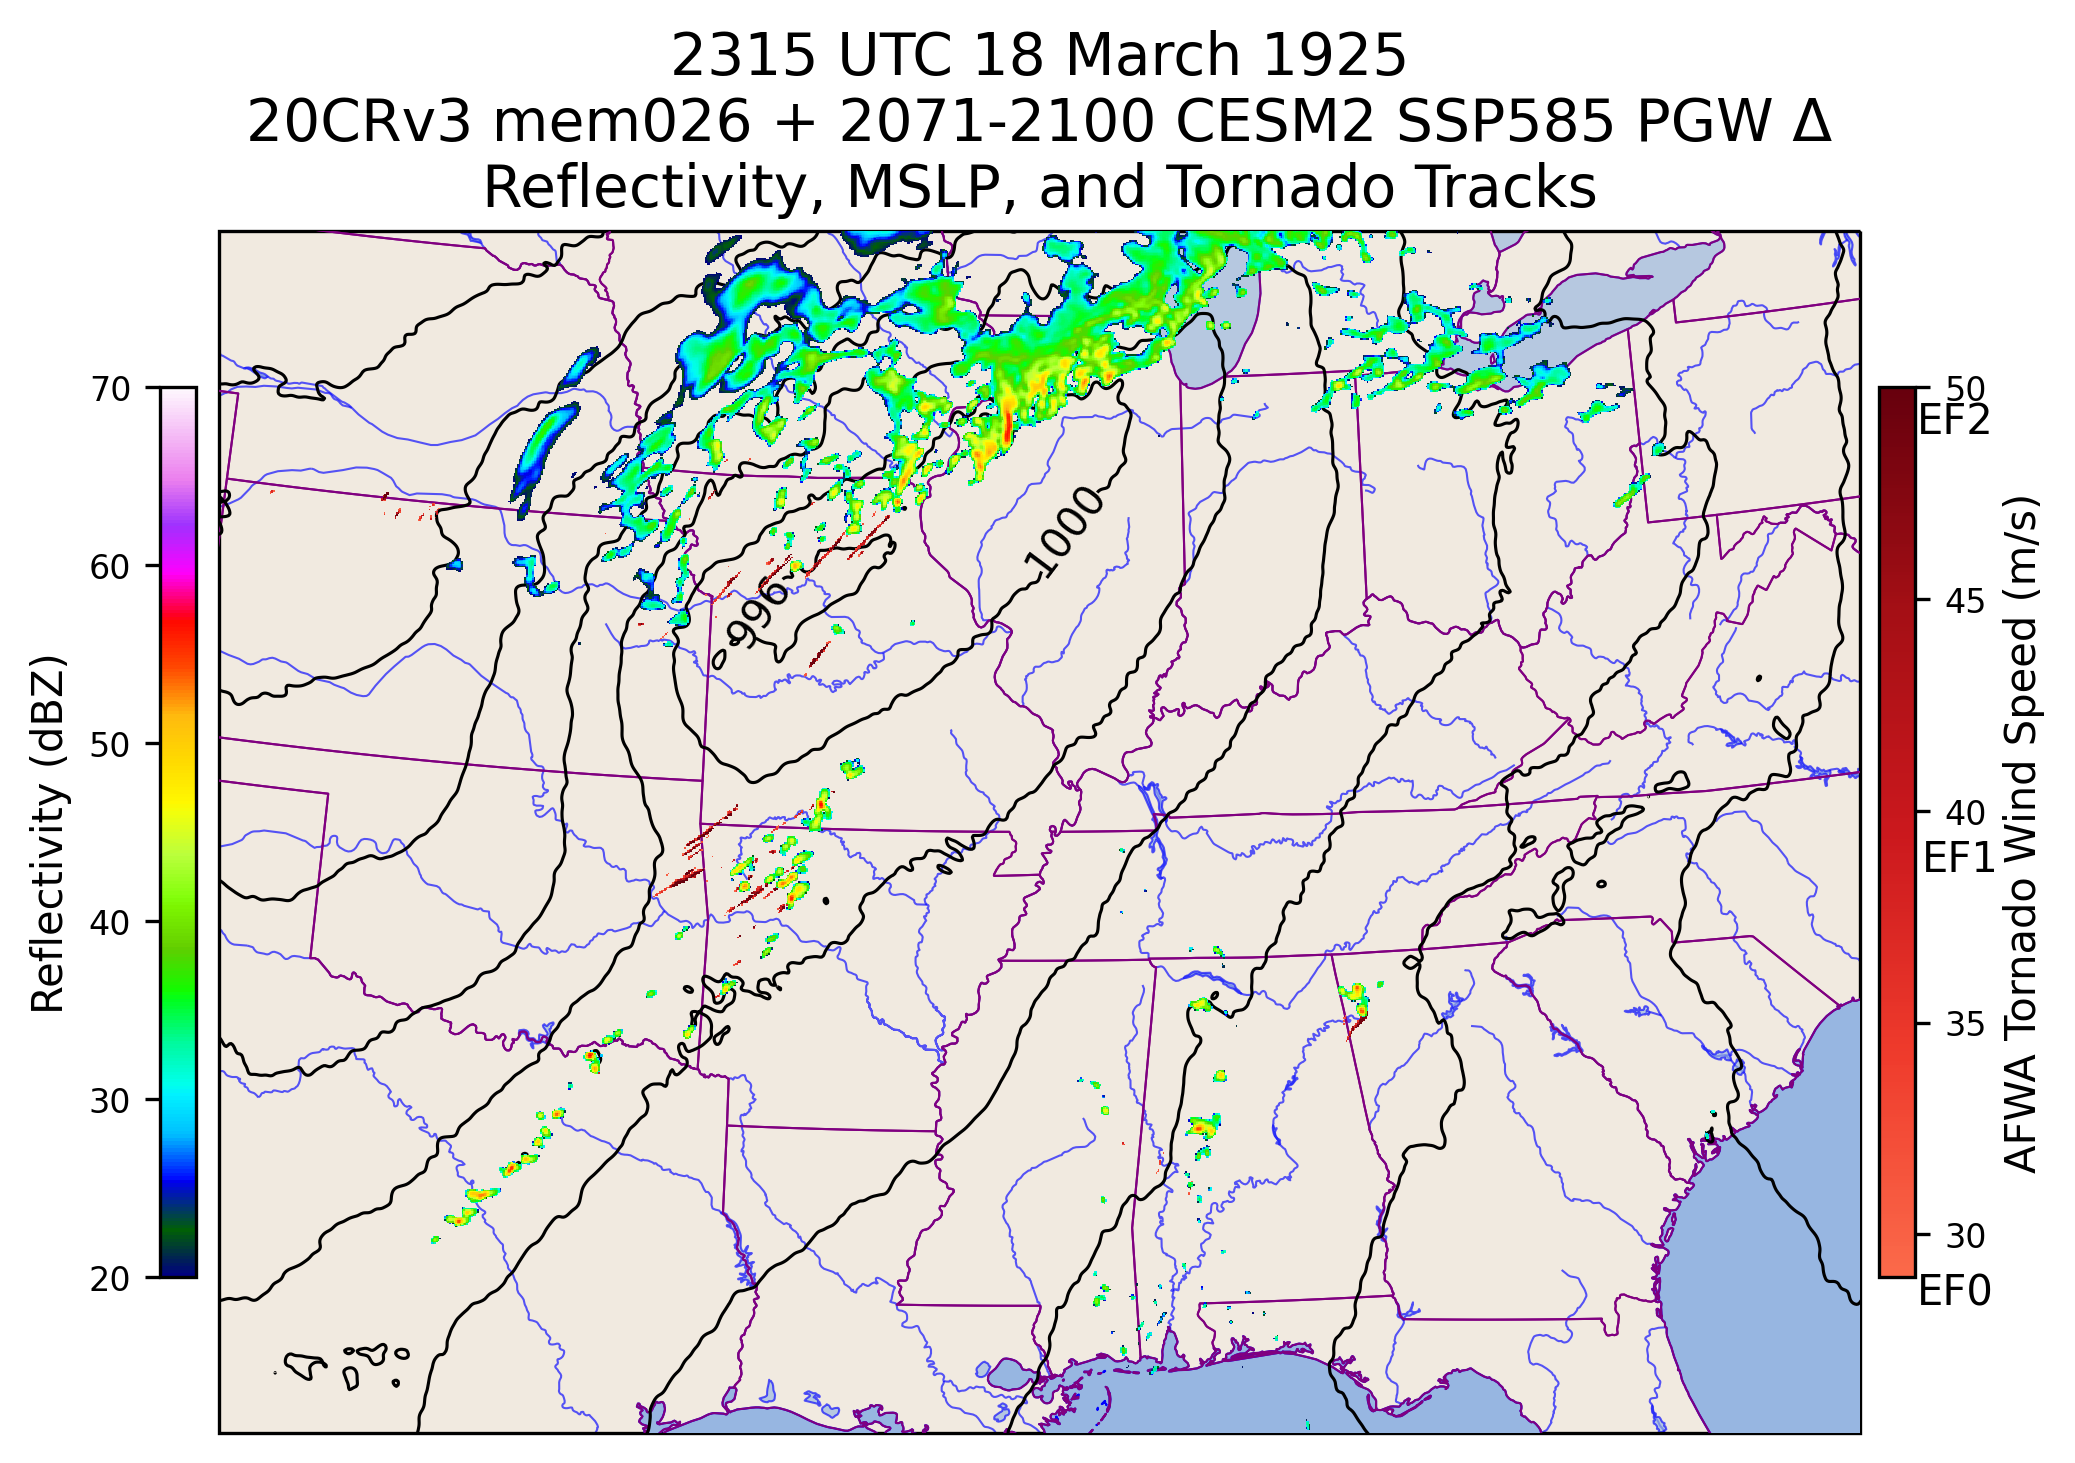 2315 UTC 18 March 1925
20CRv3 mem026 + 2071-2100 CESM2 SSP585 PGW Δ
Reflectivity, MSLP, and Tornado Tracks
70
60
50
40
30
20
Reflectivity (dBZ)
1000
996
50
EF2
45
40
EF1
35
30
EF0
AFWA Tornado Wind Speed (m/s)